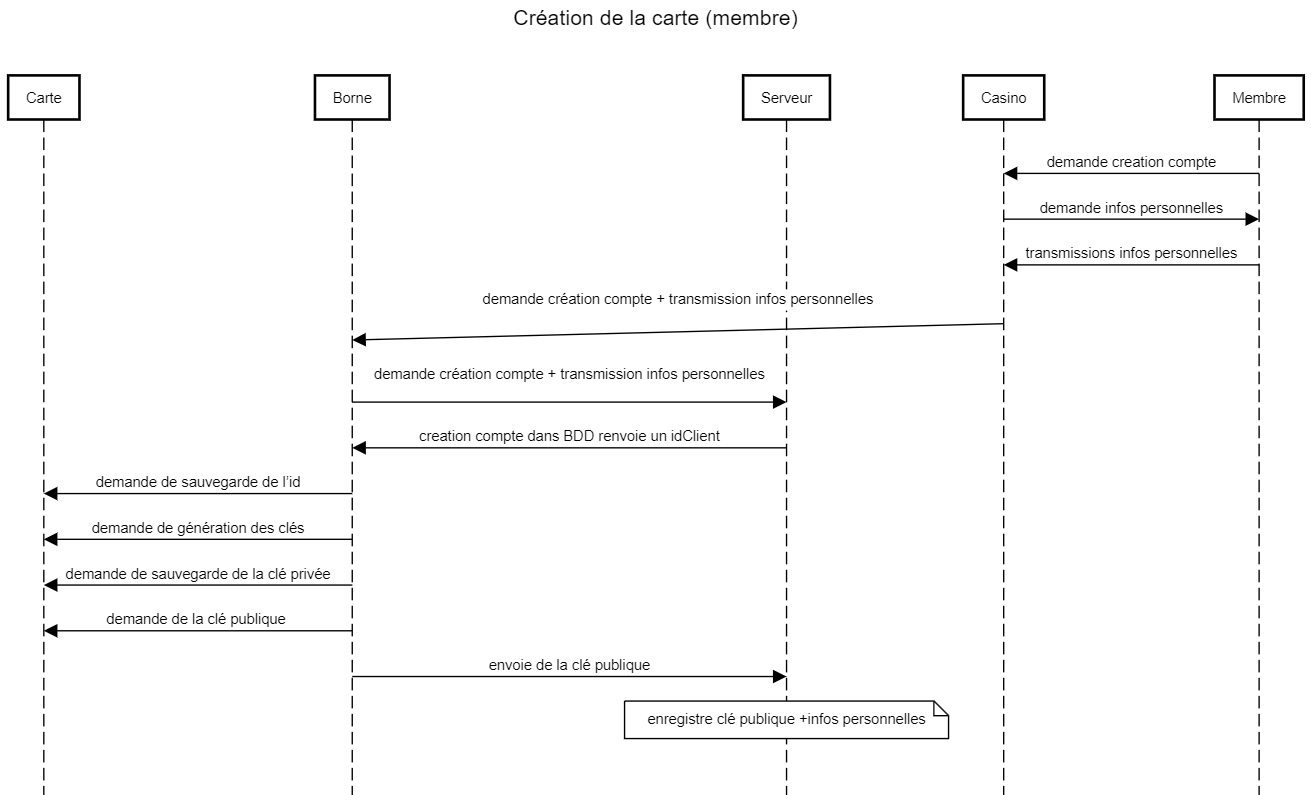 Création de la carte (membre)
Carte
Borne
Serveur
Casino
Membre
demande creation compte
demande infos personnelles
transmissions infos personnelles
demande création compte + transmission infos personnelles
demande création compte + transmission infos personnelles
creation compte dans BDD renvoie un idClient
demande de sauvegarde de l'id
demande de génération des clés
demande de sauvegarde de la clé privée
demande de la clé publique
envoie de la clé publique
enregistre clé publique +infos personnelles